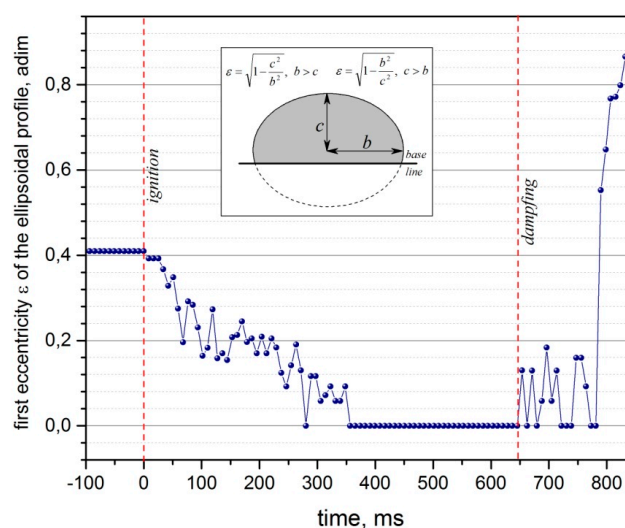 first eccentricity ε of the ellipsoidal profile, adim
0,8
0,6
0,4
0,2
0,0
ignition
dampfing
ε = √1 - c²/b², b > c
ε = √1 - b²/c², c > b
c
b
base
line
-100 0 100 200 300 400 500 600 700 800
time, ms